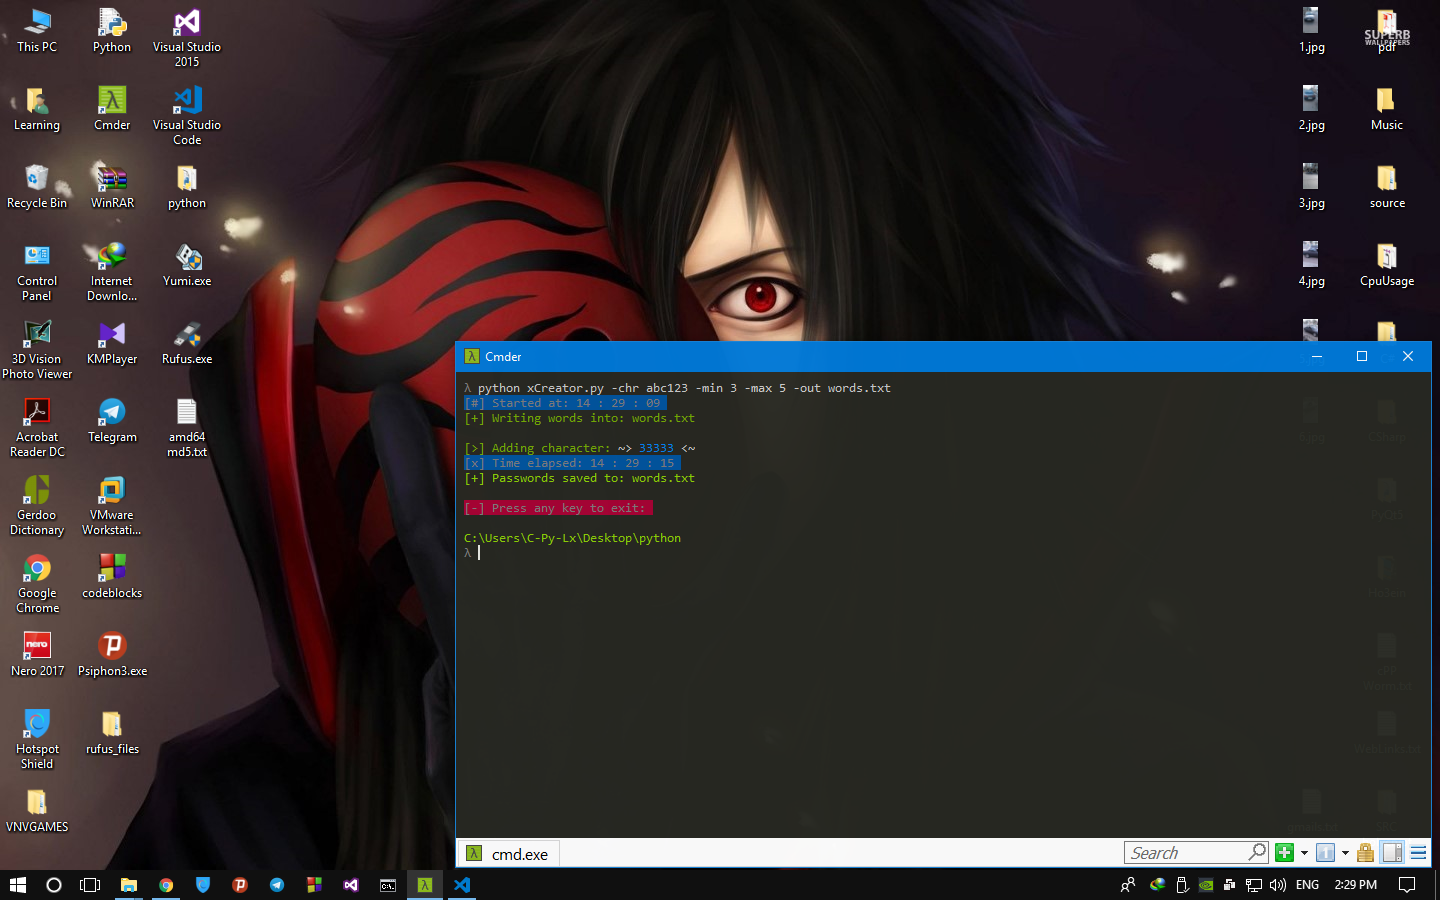 This PC
Python
Visual Studio
2015
Learning
Cmder
Visual Studio
Code
Recycle Bin
WinRAR
python
Control
Panel
Internet
Downlo...
Yumi.exe
3D Vision
Photo Viewer
KMPlayer
Rufus.exe
Acrobat
Reader DC
Telegram
amd64
md5.txt
Gerdoo
Dictionary
VMware
Workstati...
Google
Chrome
codeblocks
nero
Nero 2017
Psiphon3.exe
Hotspot
Shield
rufus_files
VNVGAMES
1.jpg
SUPERB
WALLPAPERS
pdf
2.jpg
Music
3.jpg
source
4.jpg
CpuUsage
Cmder
λ python xCreator.py -chr abc123 -min 3 -max 5 -out words.txt
[#] Started at: 14 : 29 : 09
[+] Writing words into: words.txt
[>] Adding character: ~> 33333 <~
[x] Time elapsed: 14 : 29 : 15
[+] Passwords saved to: words.txt
[-] Press any key to exit:
C:\Users\C-Py-Lx\Desktop\python
λ
WebLinks.txt
cmd.exe
Search
1
ENG
2:29 PM